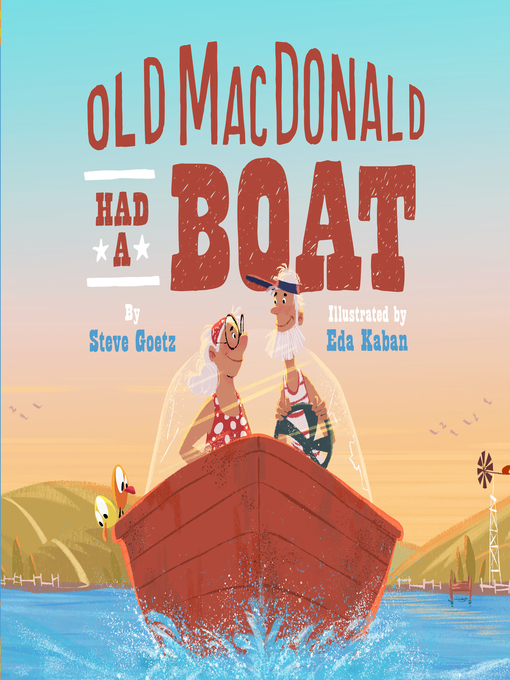 OLD MACDONALD
HAD A BOAT
By
Steve Goetz
Illustrated by
Eda Kaban